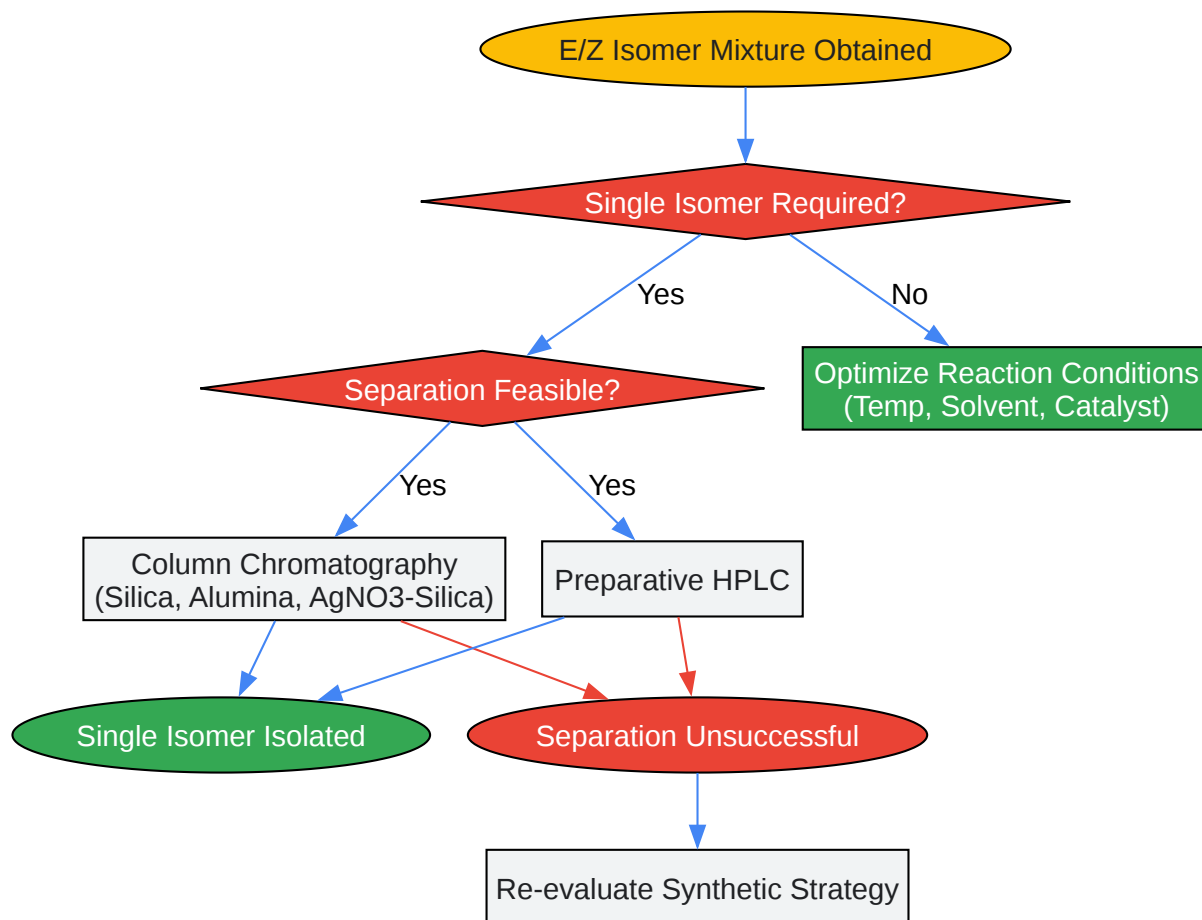 E/Z Isomer Mixture Obtained
Single Isomer Required?
Yes
No
Separation Feasible?
Optimize Reaction Conditions
(Temp, Solvent, Catalyst)
Yes
Yes
Column Chromatography
(Silica, Alumina, AgNO3-Silica)
Preparative HPLC
Single Isomer Isolated
Separation Unsuccessful
Re-evaluate Synthetic Strategy